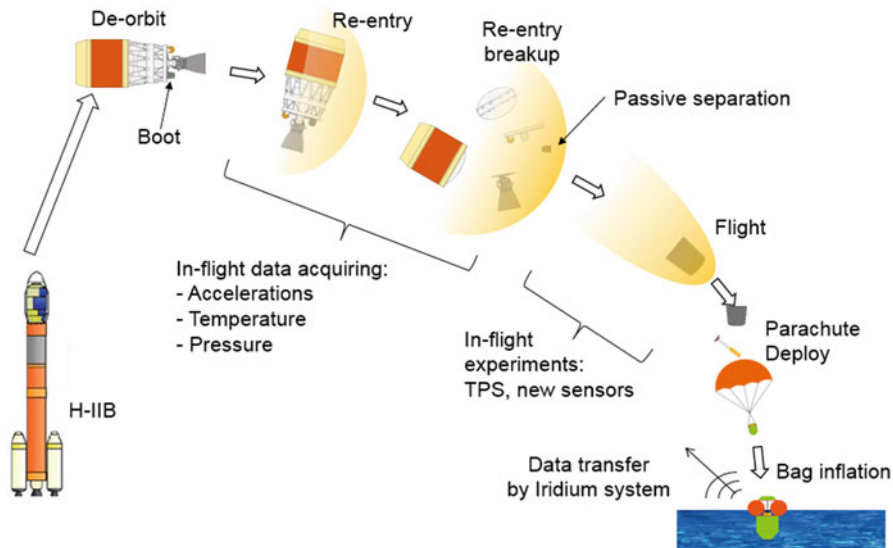 De-orbit
Boot
Re-entry
Re-entry
breakup
Passive separation
Flight
In-flight data acquiring:
- Accelerations
- Temperature
- Pressure
In-flight
experiments:
TPS, new sensors
Parachute
Deploy
H-IIB
Data transfer
by Iridium system
Bag inflation